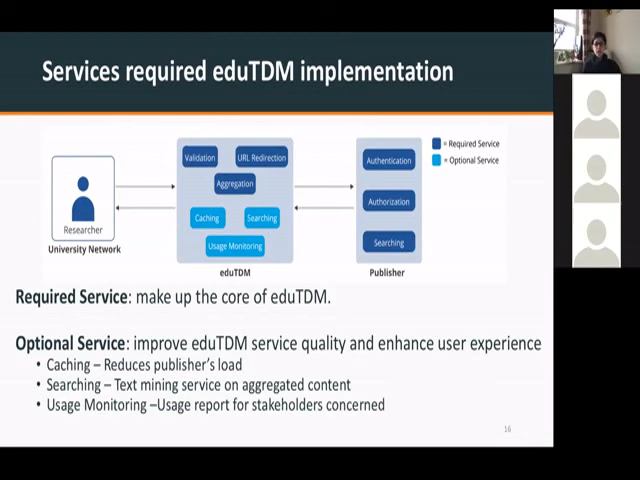 Services required eduTDM implementation
Validation
URL Redirection
Aggregation
Caching
Searching
Usage Monitoring
Authentication
Authorization
Searching
= Required Service
= Optional Service
Researcher
University Network
eduTDM
Publisher
Required Service: make up the core of eduTDM.
Optional Service: improve eduTDM service quality and enhance user experience
• Caching – Reduces publisher's load
• Searching – Text mining service on aggregated content
• Usage Monitoring –Usage report for stakeholders concerned
16